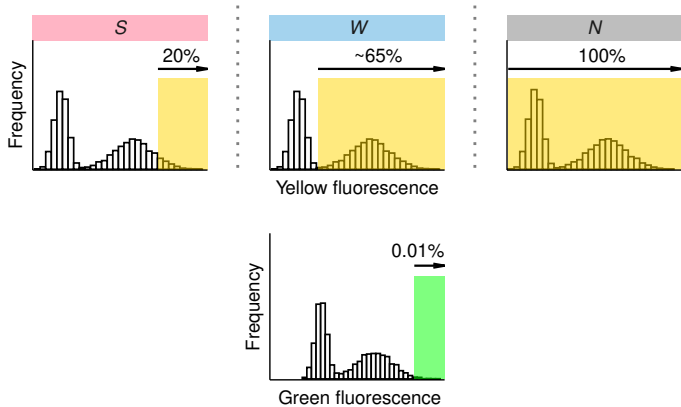 S
W
N
20%
~65%
100%
Frequency
Yellow fluorescence
0.01%
Frequency
Green fluorescence